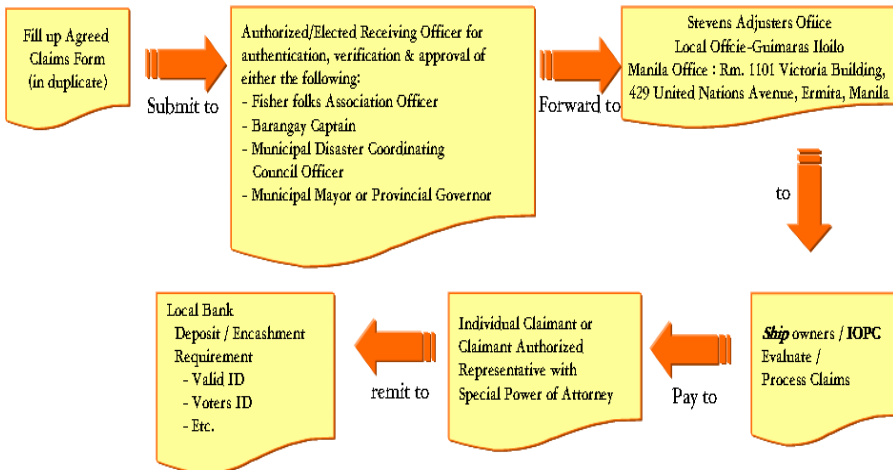 Fill up Agreed
Claims Form
(in duplicate)
Submit to
Authorized/Elected Receiving Officer for
authentication, verification & approval of
either the following:
- Fisher folks Association Officer
- Barangay Captain
- Municipal Disaster Coordinating
Council Officer
- Municipal Mayor or Provincial Governor
Forward to
Stevens Adjusters Ofiice
Local Offcie-Guimaras Iloilo
Manila Office : Rm. 1101 Victoria Building,
429 United Nations Avenue, Ermita, Manila
to
Ship owners / IOPC
Evaluate /
Process Claims
Pay to
Individual Claimant or
Claimant Authorized
Representative with
Special Power of Attorney
remit to
Local Bank
Deposit / Encashment
Requirement
- Valid ID
- Voters ID
- Etc.